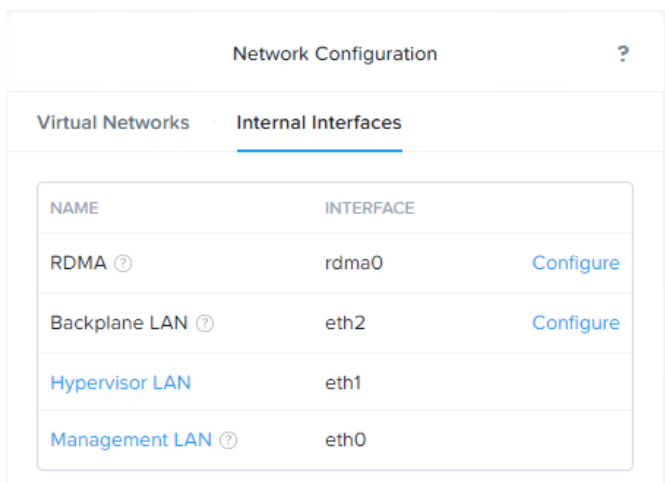 Network Configuration ?
Virtual Networks · Internal Interfaces
NAME INTERFACE
RDMA ? rdma0 Configure
Backplane LAN ? eth2 Configure
Hypervisor LAN eth1
Management LAN ? eth0